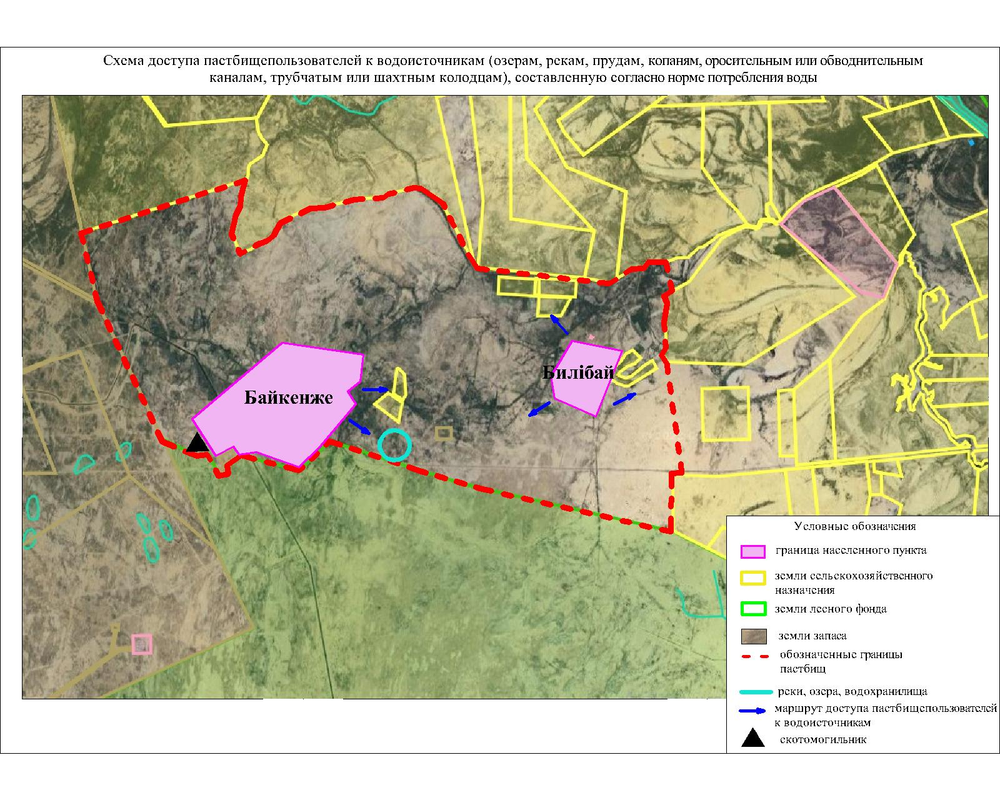 Схема доступа пастбищепользователей к водоисточникам (озерам, рекам, прудам, копаням, оросительным или обводнительным
каналам, трубчатым или шахтным колодцам), составленную согласно норме потребления воды
Байкенже
Билібай
Условные обозначения
граница населенного пункта
земли сельскохозяйственного
назначения
земли лесного фонда
земли запаса
обозначенные границы
пастбищ
реки, озера, водохранилища
маршрут доступа пастбищепользователей
к водоисточникам
скотомогильник